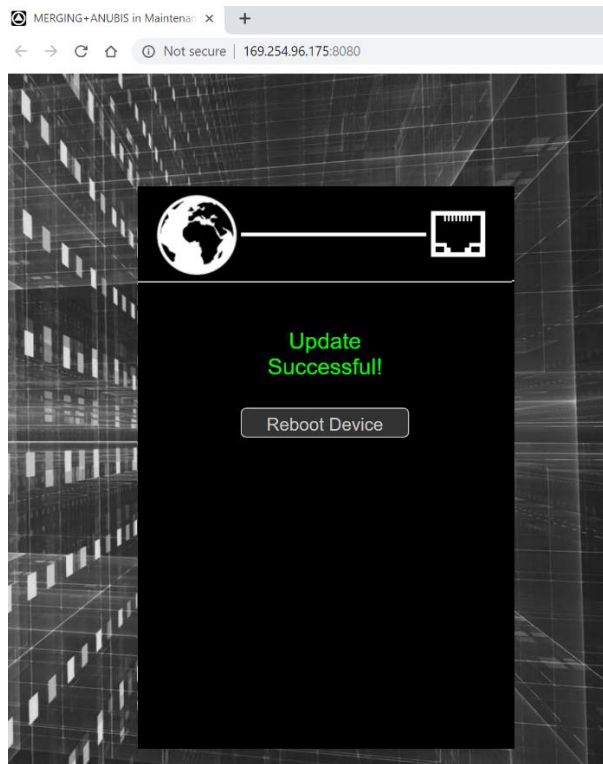 MERGING+ANUBIS in Maintenan
Not secure | 169.254.96.175:8080
Update
Successful!
Reboot Device